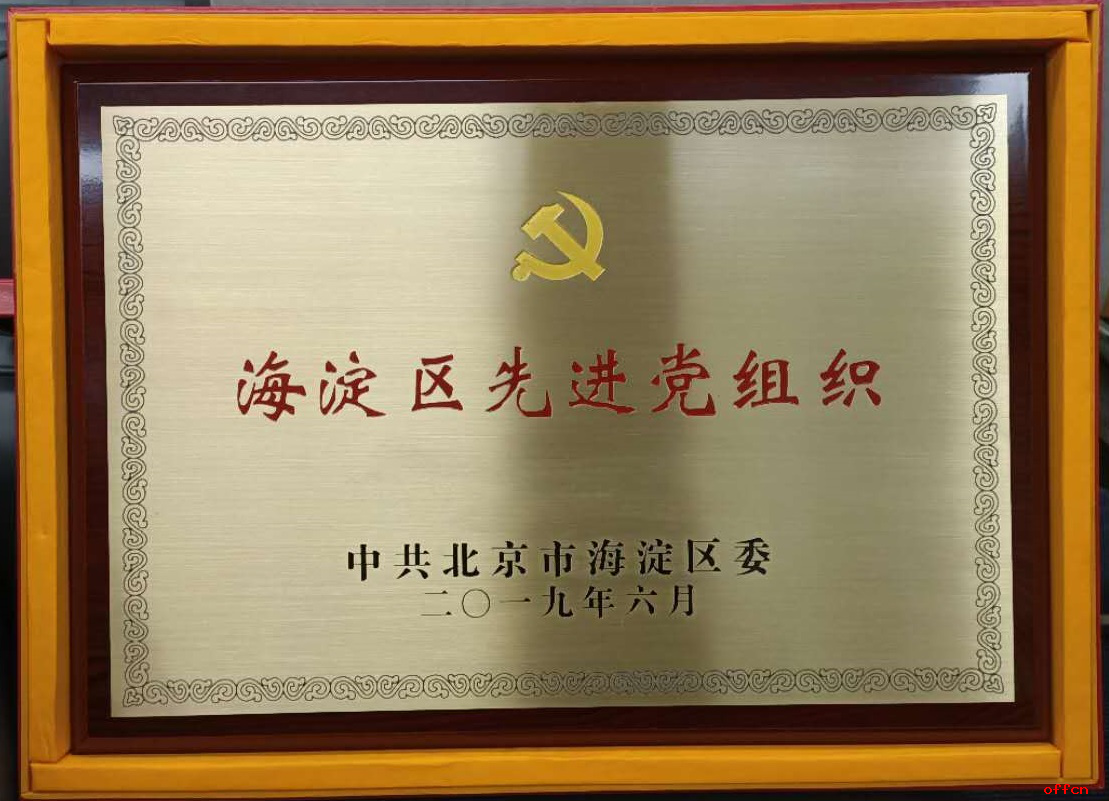 海淀区先进党组织
中共北京市海淀区委
二〇一九年六月
offcn